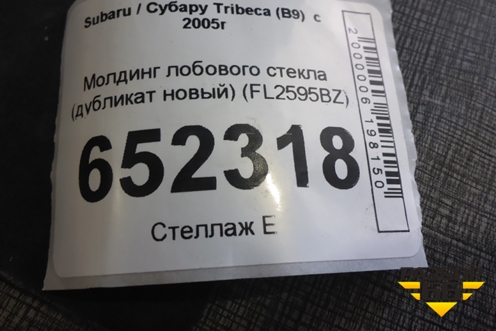 Subaru / Субару Tribeca (B9) с
2005г
Молдинг лобового стекла
(дубликат новый) (FL2595BZ)
652318
Стеллаж E
2000006198150